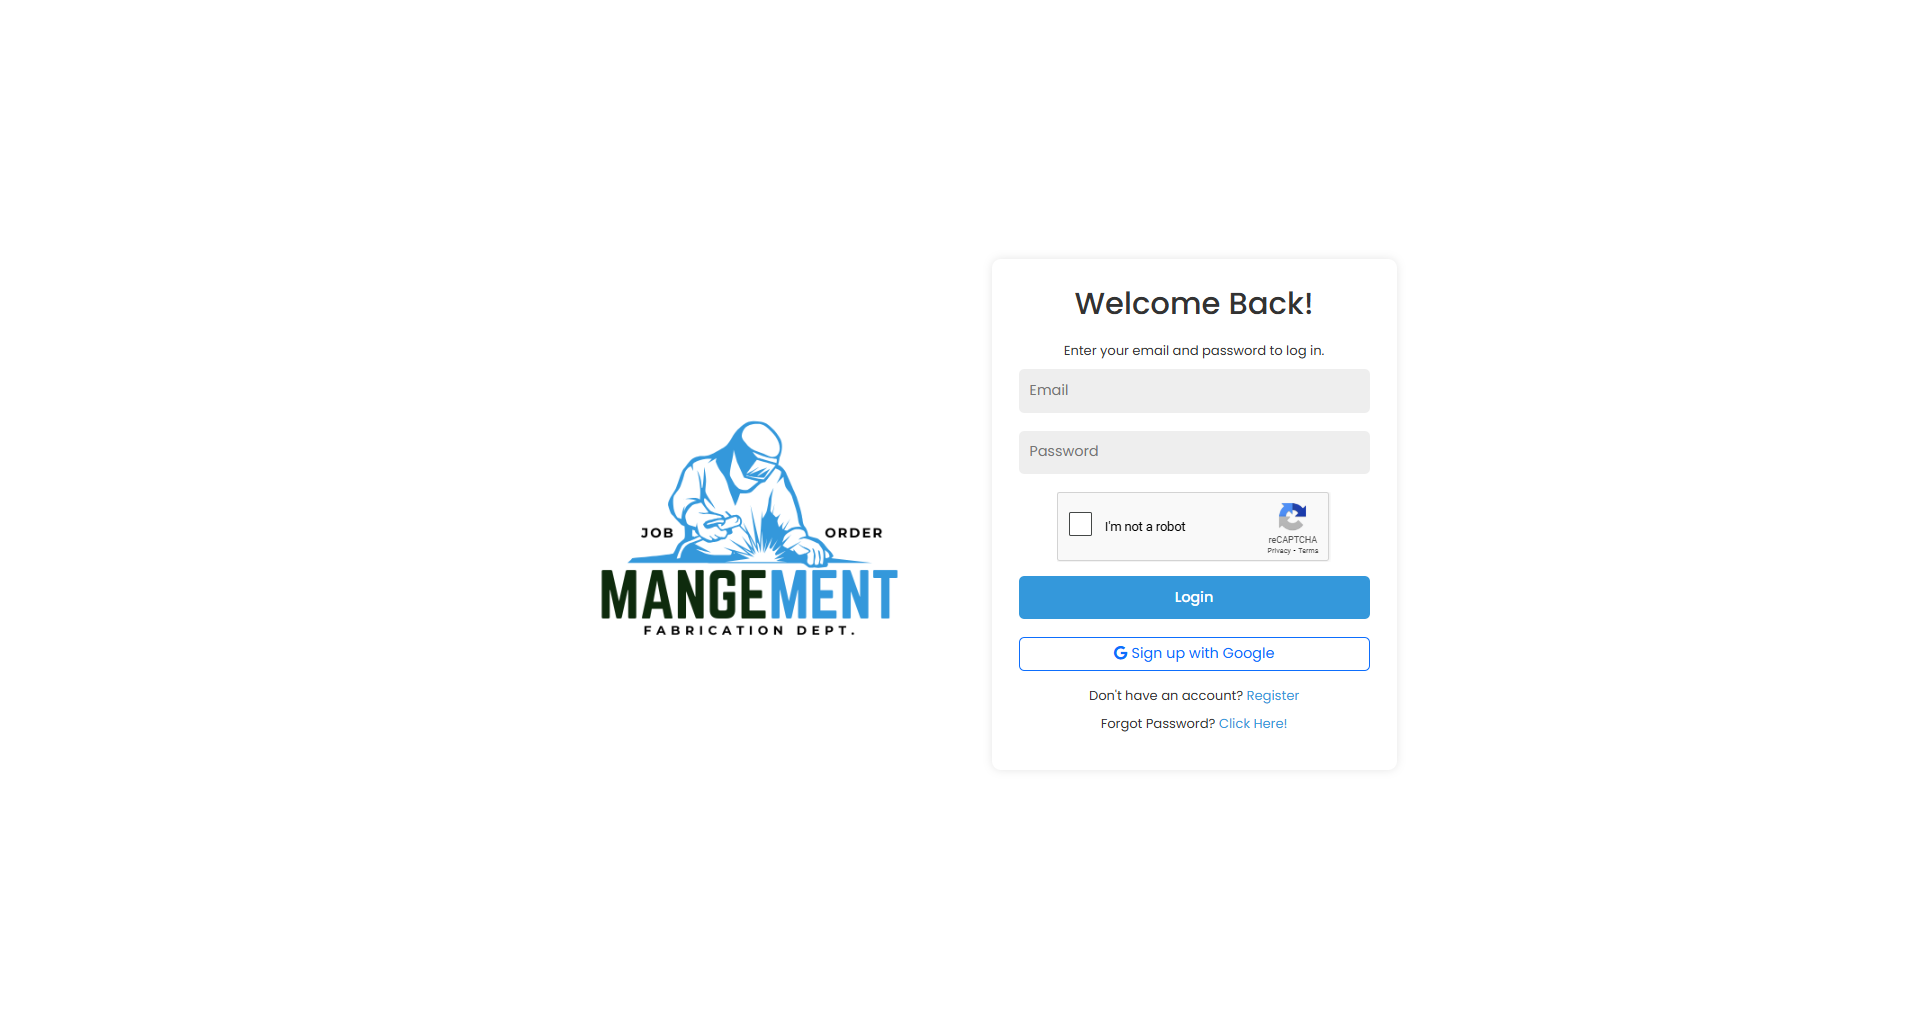 JOB ORDER
MANGEMENT
FABRICATION DEPT.
Welcome Back!
Enter your email and password to log in.
Email
Password
I'm not a robot
reCAPTCHA
Privacy - Terms
Login
Sign up with Google
Don't have an account? Register
Forgot Password? Click Here!